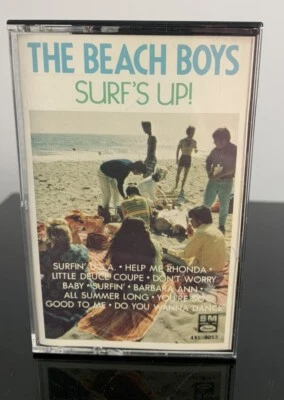 THE BEACH BOYS
SURF'S UP!
SURFIN' U.S.A. • HELP ME RHONDA •
LITTLE DEUCE COUPE • DON'T WORRY
BABY • SURFIN' • BARBARA ANN •
ALL SUMMER LONG • YOU'RE SO
GOOD TO ME • DO YOU WANNA DANCE
SM